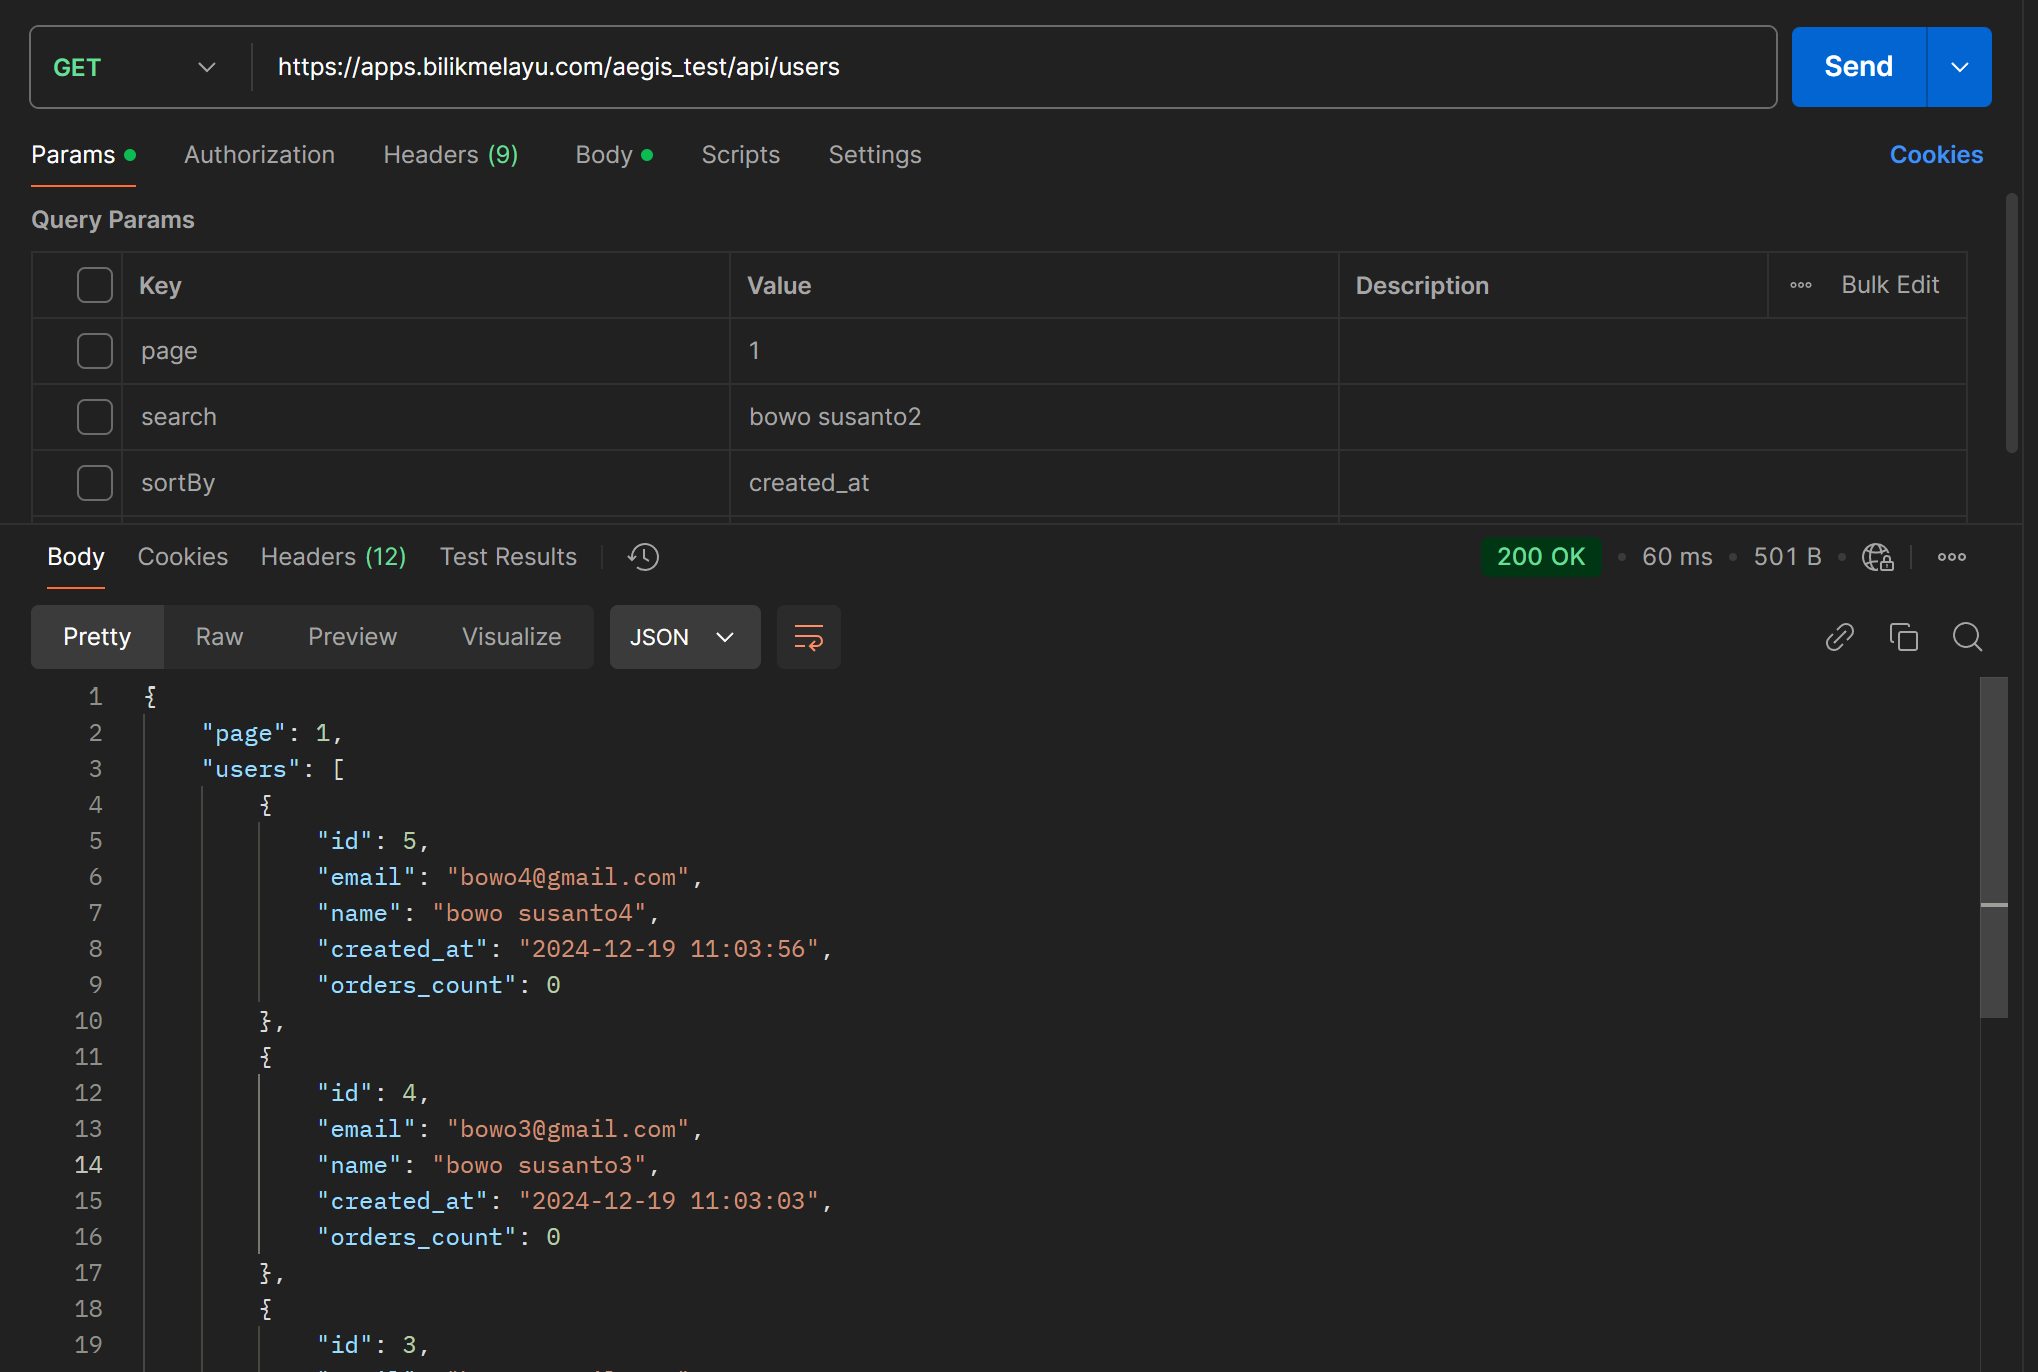 GET https://apps.bilikmelayu.com/aegis_test/api/users Send
Params Authorization Headers (9) Body Scripts Settings Cookies
Query Params
Key Value Description Bulk Edit
page 1
search bowo susanto2
sortBy created_at
Body Cookies Headers (12) Test Results 200 OK • 60 ms • 501 B •
Pretty Raw Preview Visualize JSON
1 {
2 "page": 1,
3 "users": [
4 {
5 "id": 5,
6 "email": "bowo4@gmail.com",
7 "name": "bowo susanto4",
8 "created_at": "2024-12-19 11:03:56",
9 "orders_count": 0
10 },
11 {
12 "id": 4,
13 "email": "bowo3@gmail.com",
14 "name": "bowo susanto3",
15 "created_at": "2024-12-19 11:03:03",
16 "orders_count": 0
17 },
18 {
19 "id": 3,